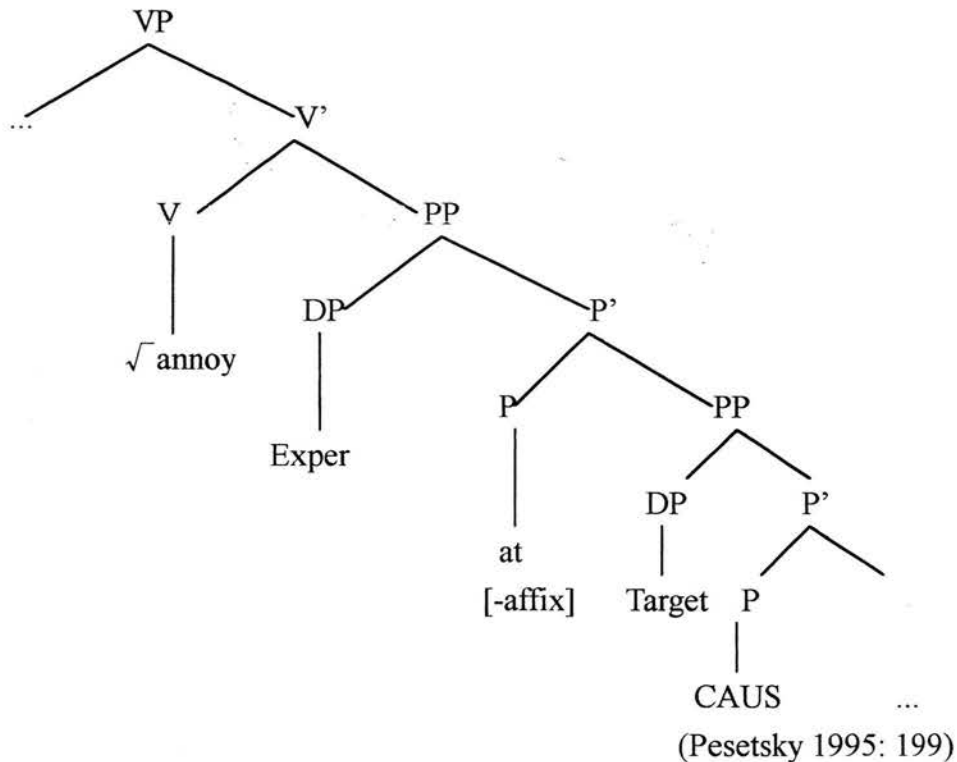 VP
... V'
V PP
DP P'
√annoy
P PP
Exper
DP P'
at
[-affix] Target P
CAUS ...
(Pesetsky 1995: 199)